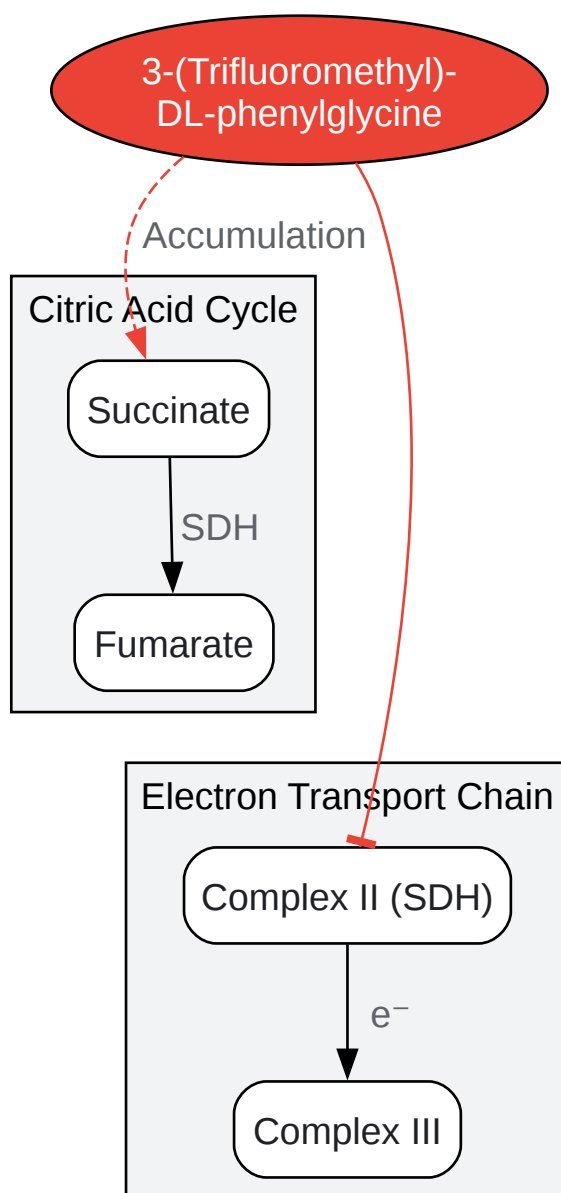 3-(Trifluoromethyl)-
DL-phenylglycine
Accumulation
Citric Acid Cycle
Succinate
SDH
Fumarate
Electron Transport Chain
Complex II (SDH)
e⁻
Complex III